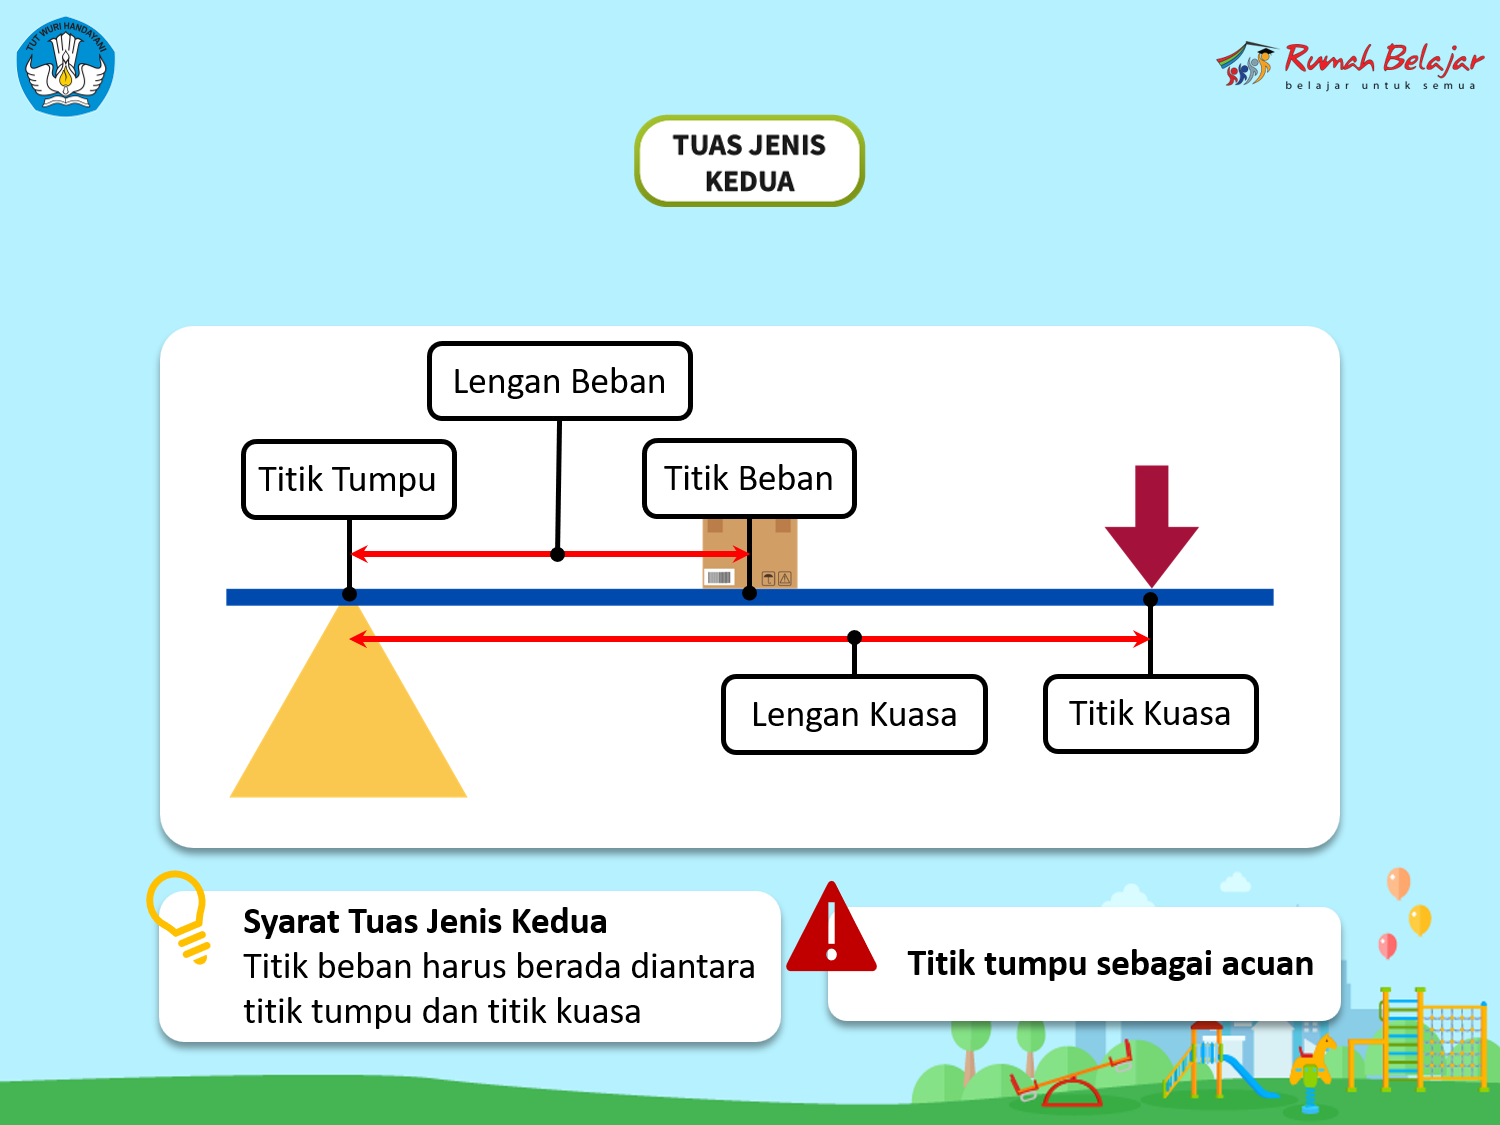 TUT WURI HANDAYANI
Rumah Belajar
belajar untuk semua
TUAS JENIS
KEDUA
Lengan Beban
Titik Tumpu
Titik Beban
Lengan Kuasa
Titik Kuasa
Syarat Tuas Jenis Kedua
Titik beban harus berada diantara
titik tumpu dan titik kuasa
Titik tumpu sebagai acuan